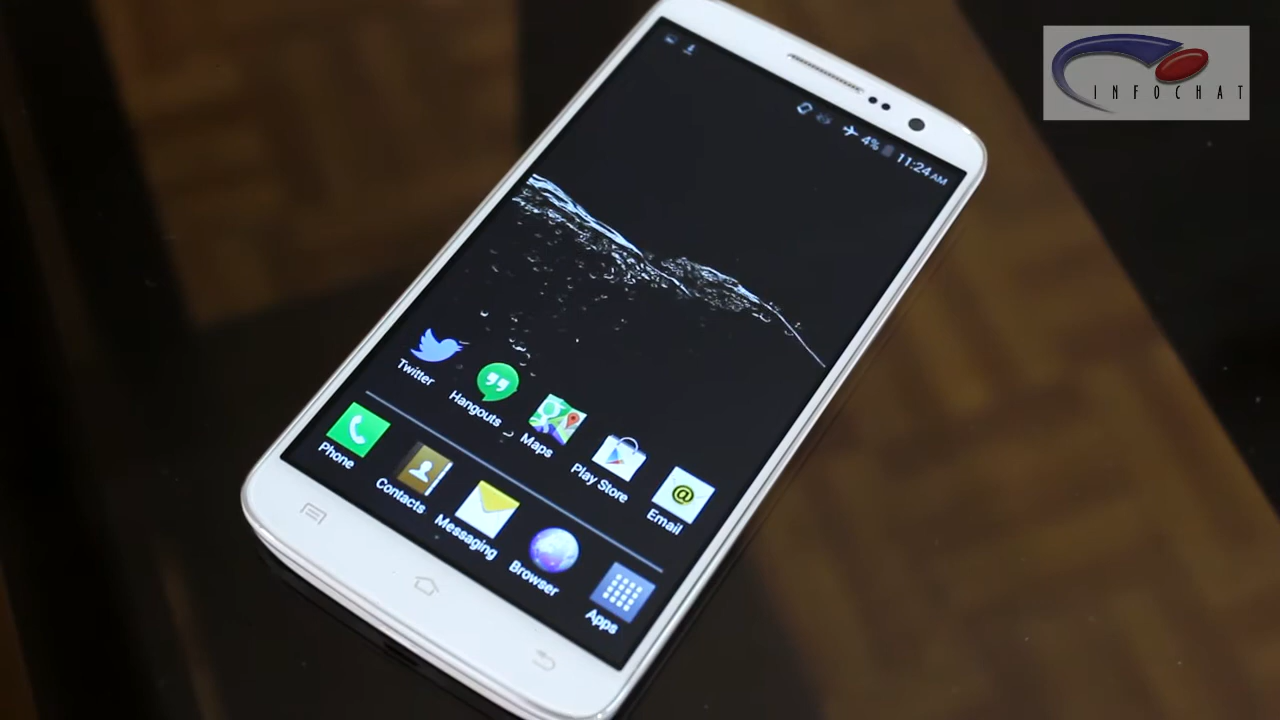 INFOCHAT
4% 11:24 AM
Twitter
Hangouts
Maps
Play Store
Email
Phone
Contacts
Messaging
Browser
Apps